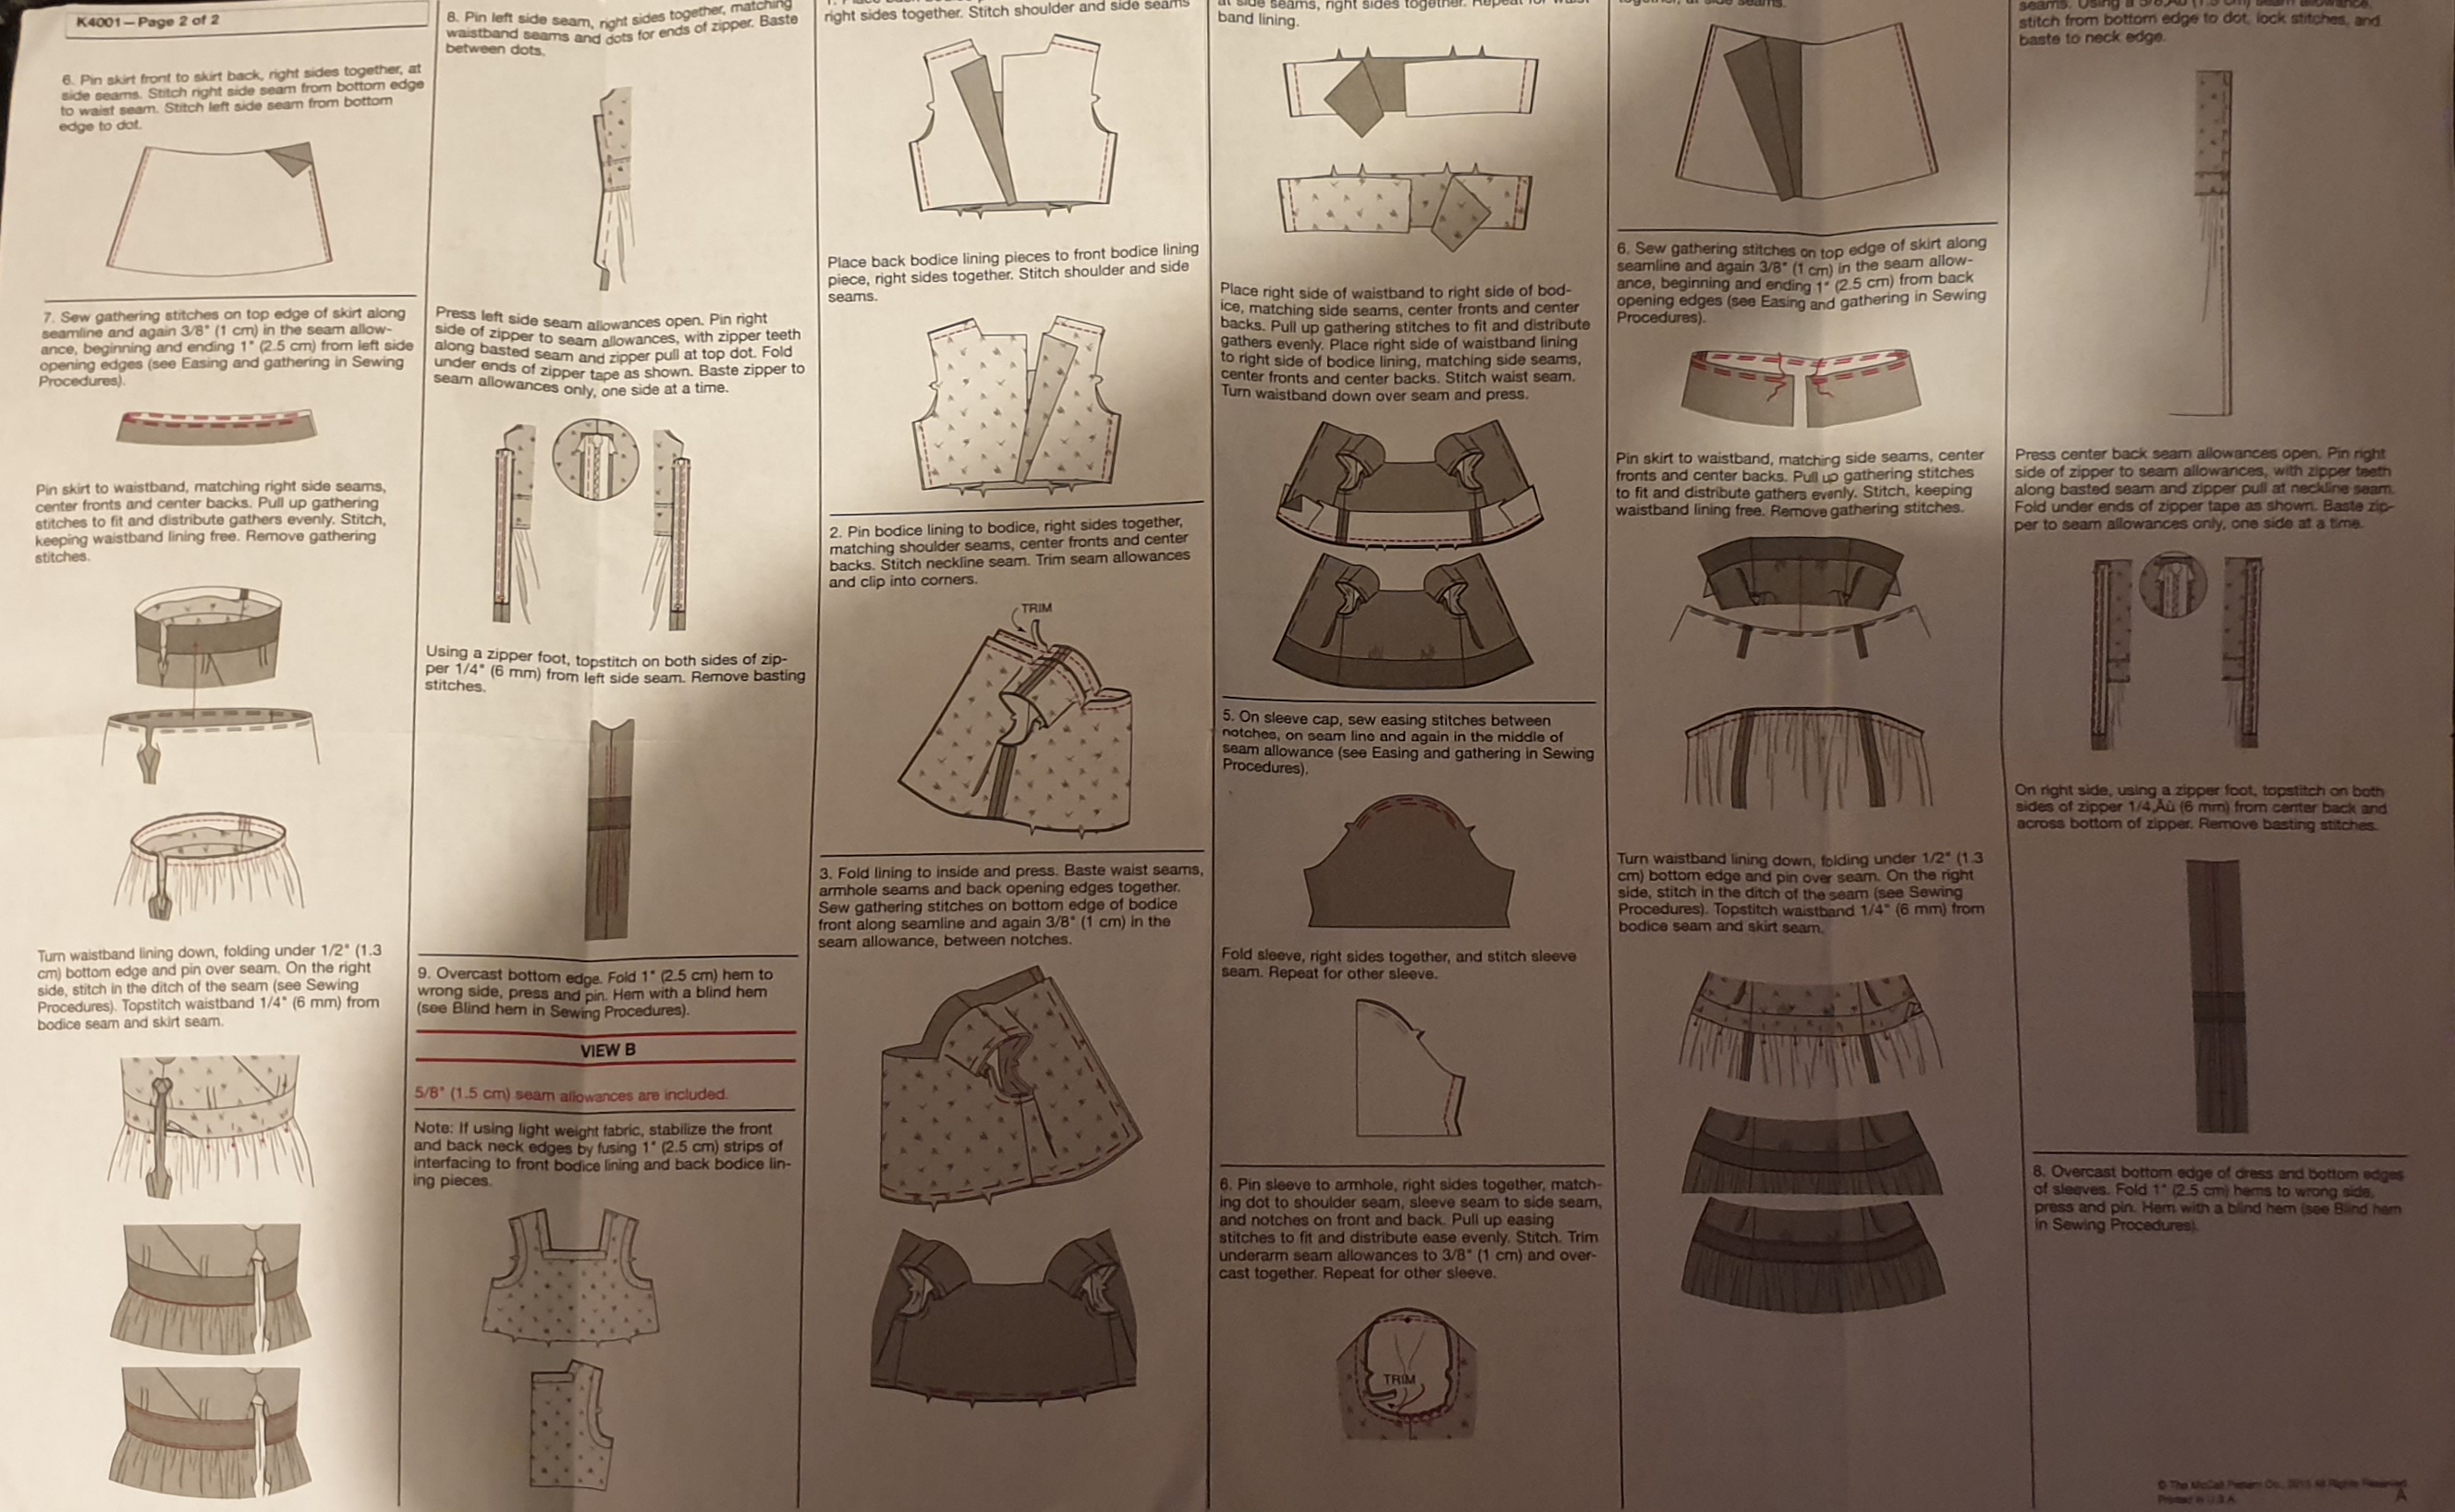 K4001—Page 2 of 2
6. Pin skirt front to skirt back, right sides together, at
side seams. Stitch right side seam from bottom edge
to waist seam. Stitch left side seam from bottom
edge to dot.
7. Sew gathering stitches on top edge of skirt along
seamline and again 3/8" (1 cm) in the seam allow-
ance, beginning and ending 1" (2.5 cm) from left side
opening edges (see Easing and gathering in Sewing
Procedures).
Pin skirt to waistband, matching right side seams,
center fronts and center backs. Pull up gathering
stitches to fit and distribute gathers evenly. Stitch,
keeping waistband lining free. Remove gathering
stitches.
Turn waistband lining down, folding under 1/2" (1.3
cm) bottom edge and pin over seam. On the right
side, stitch in the ditch of the seam (see Sewing
Procedures). Topstitch waistband 1/4" (6 mm) from
bodice seam and skirt seam.
8. Pin left side seam, right sides together, matching
waistband seams and dots for ends of zipper. Baste
between dots.
Press left side seam allowances open. Pin right
side of zipper to seam allowances, with zipper teeth
along basted seam and zipper pull at top dot. Fold
under ends of zipper tape as shown. Baste zipper to
seam allowances only, one side at a time.
Using a zipper foot, topstitch on both sides of zip-
per 1/4" (6 mm) from left side seam. Remove basting
stitches.
9. Overcast bottom edge. Fold 1" (2.5 cm) hem to
wrong side, press and pin. Hem with a blind hem
(see Blind hem in Sewing Procedures).
VIEW B
5/8" (1.5 cm) seam allowances are included.
Note: If using light weight fabric, stabilize the front
and back neck edges by fusing 1" (2.5 cm) strips of
interfacing to front bodice lining and back bodice lin-
ing pieces.
right sides together. Stitch shoulder and side seams
Place back bodice lining pieces to front bodice lining
piece, right sides together. Stitch shoulder and side
seams.
2. Pin bodice lining to bodice, right sides together,
matching shoulder seams, center fronts and center
backs. Stitch neckline seam. Trim seam allowances
and clip into corners.
TRIM
3. Fold lining to inside and press. Baste waist seams,
armhole seams and back opening edges together.
Sew gathering stitches on bottom edge of bodice
front along seamline and again 3/8" (1 cm) in the
seam allowance, between notches.
at side seams, right sides together. Repeat for waist-
band lining.
Place right side of waistband to right side of bod-
ice, matching side seams, center fronts and center
backs. Pull up gathering stitches to fit and distribute
gathers evenly. Place right side of waistband lining
to right side of bodice lining, matching side seams,
center fronts and center backs. Stitch waist seam.
Turn waistband down over seam and press.
5. On sleeve cap, sew easing stitches between
notches, on seam line and again in the middle of
seam allowance (see Easing and gathering in Sewing
Procedures).
Fold sleeve, right sides together, and stitch sleeve
seam. Repeat for other sleeve.
6. Pin sleeve to armhole, right sides together, match-
ing dot to shoulder seam, sleeve seam to side seam,
and notches on front and back. Pull up easing
stitches to fit and distribute ease evenly. Stitch. Trim
underarm seam allowances to 3/8" (1 cm) and over-
cast together. Repeat for other sleeve.
TRIM
together, at side seams.
6. Sew gathering stitches on top edge of skirt along
seamline and again 3/8" (1 cm) in the seam allow-
ance, beginning and ending 1" (2.5 cm) from back
opening edges (see Easing and gathering in Sewing
Procedures).
Pin skirt to waistband, matching side seams, center
fronts and center backs. Pull up gathering stitches
to fit and distribute gathers evenly. Stitch, keeping
waistband lining free. Remove gathering stitches.
Turn waistband lining down, folding under 1/2" (1.3
cm) bottom edge and pin over seam. On the right
side, stitch in the ditch of the seam (see Sewing
Procedures). Topstitch waistband 1/4" (6 mm) from
bodice seam and skirt seam.
seams. Using a 5/8‚Äù (1.5 cm) seam allowance,
stitch from bottom edge to dot, lock stitches, and
baste to neck edge.
Press center back seam allowances open. Pin right
side of zipper to seam allowances, with zipper teeth
along basted seam and zipper pull at neckline seam.
Fold under ends of zipper tape as shown. Baste zip-
per to seam allowances only, one side at a time.
On right side, using a zipper foot, topstitch on both
sides of zipper 1/4‚Äù (6 mm) from center back and
across bottom of zipper. Remove basting stitches.
8. Overcast bottom edge of dress and bottom edges
of sleeves. Fold 1" (2.5 cm) hems to wrong side,
press and pin. Hem with a blind hem (see Blind hem
in Sewing Procedures).
© The McCall Pattern Co., All Rights Reserved
Printed in U.S.A.
A